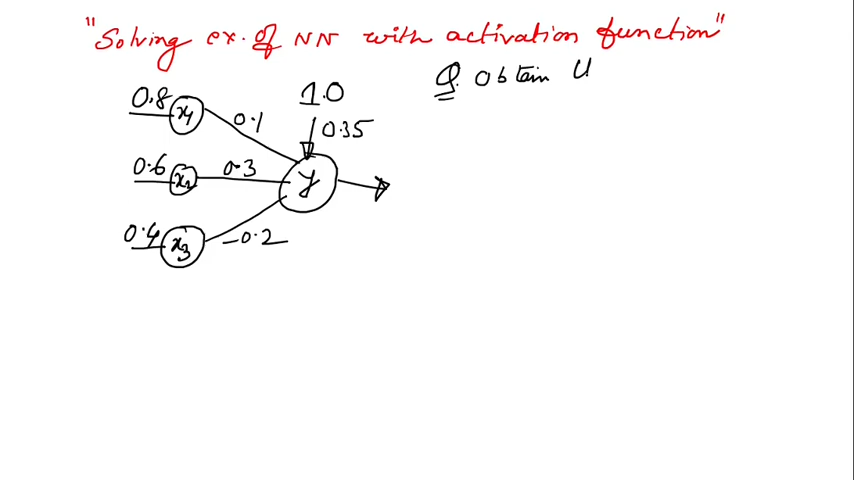 "Solving ex. of NN with activation function"
Q. Obtain
1.0
0.8 x1 0.1
0.35
0.6 x2 0.3
y
0.4 x3 -0.2